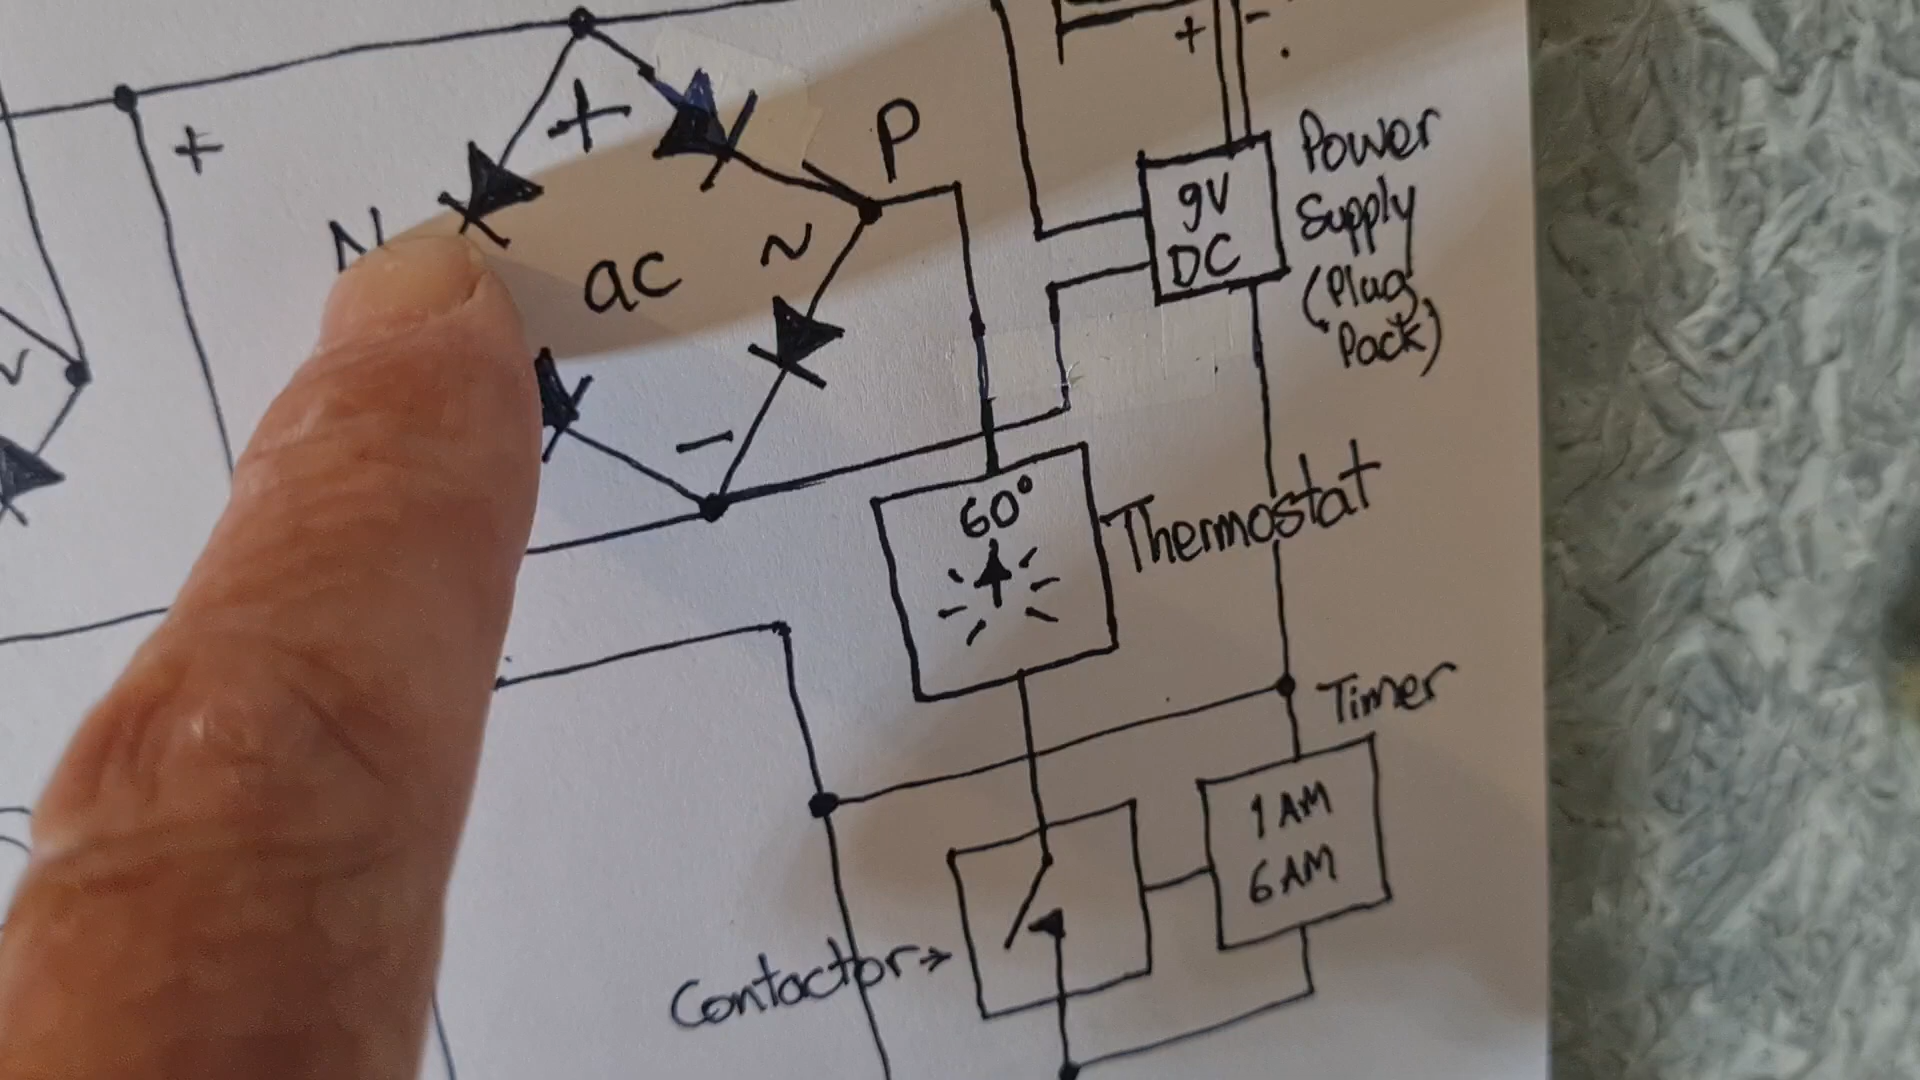 + -
+
+
P
N
ac
~
~
-
9V
DC
Power
Supply
(Plug
Pack)
60°
Thermostat
Timer
1 AM
6 AM
Contactor →